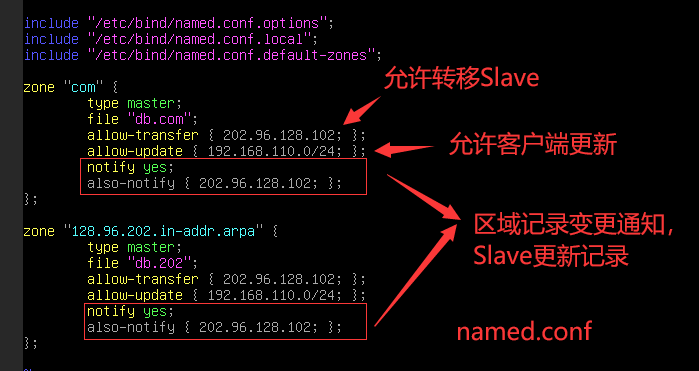 include "/etc/bind/named.conf.options";
include "/etc/bind/named.conf.local";
include "/etc/bind/named.conf.default-zones";
zone "com" {
type master;
file "db.com";
allow-transfer { 202.96.128.102; };
allow-update { 192.168.110.0/24; };
notify yes;
also-notify { 202.96.128.102; };
};
zone "128.96.202.in-addr.arpa" {
type master;
file "db.202";
allow-transfer { 202.96.128.102; };
allow-update { 192.168.110.0/24; };
notify yes;
also-notify { 202.96.128.102; };
};
允许转移Slave
允许客户端更新
区域记录变更通知，
Slave更新记录
named.conf